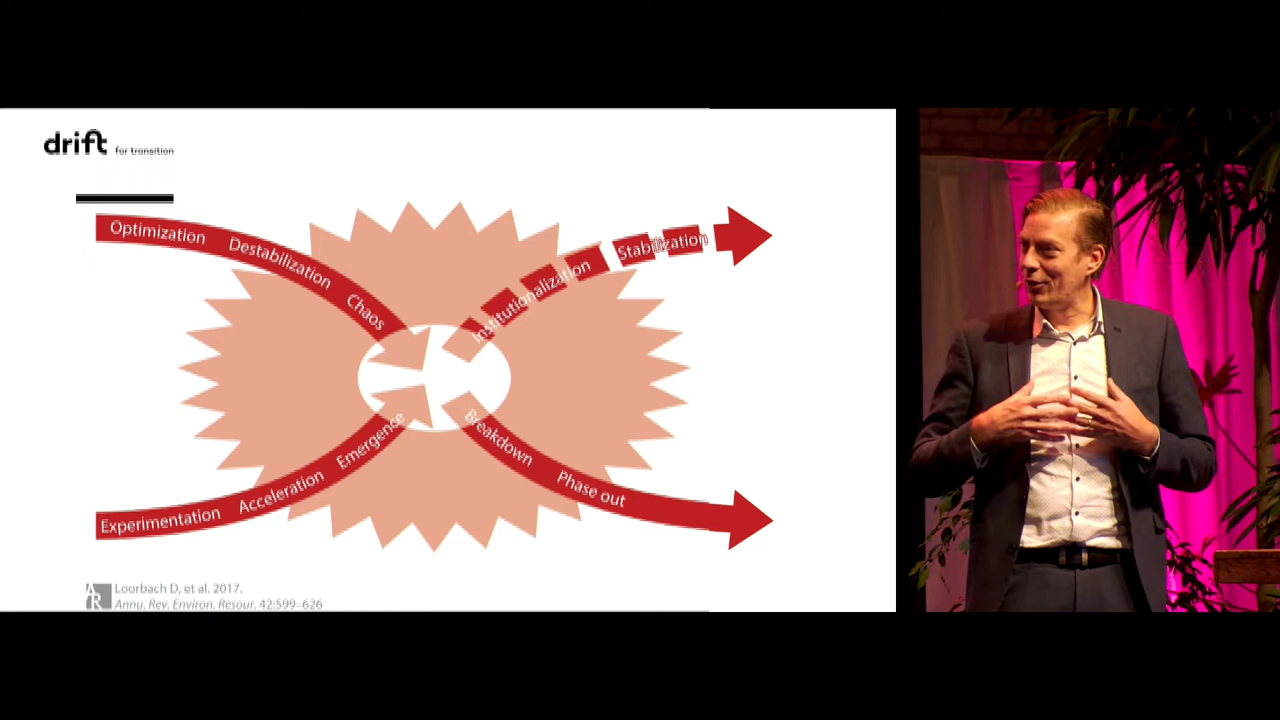 drift for transition
Optimization Destabilization Chaos
Institutionalization Stabilization
Experimentation Acceleration Emergence
Breakdown Phase out
AR Loorbach D, et al. 2017.
Annu. Rev. Environ. Resour. 42:599–626